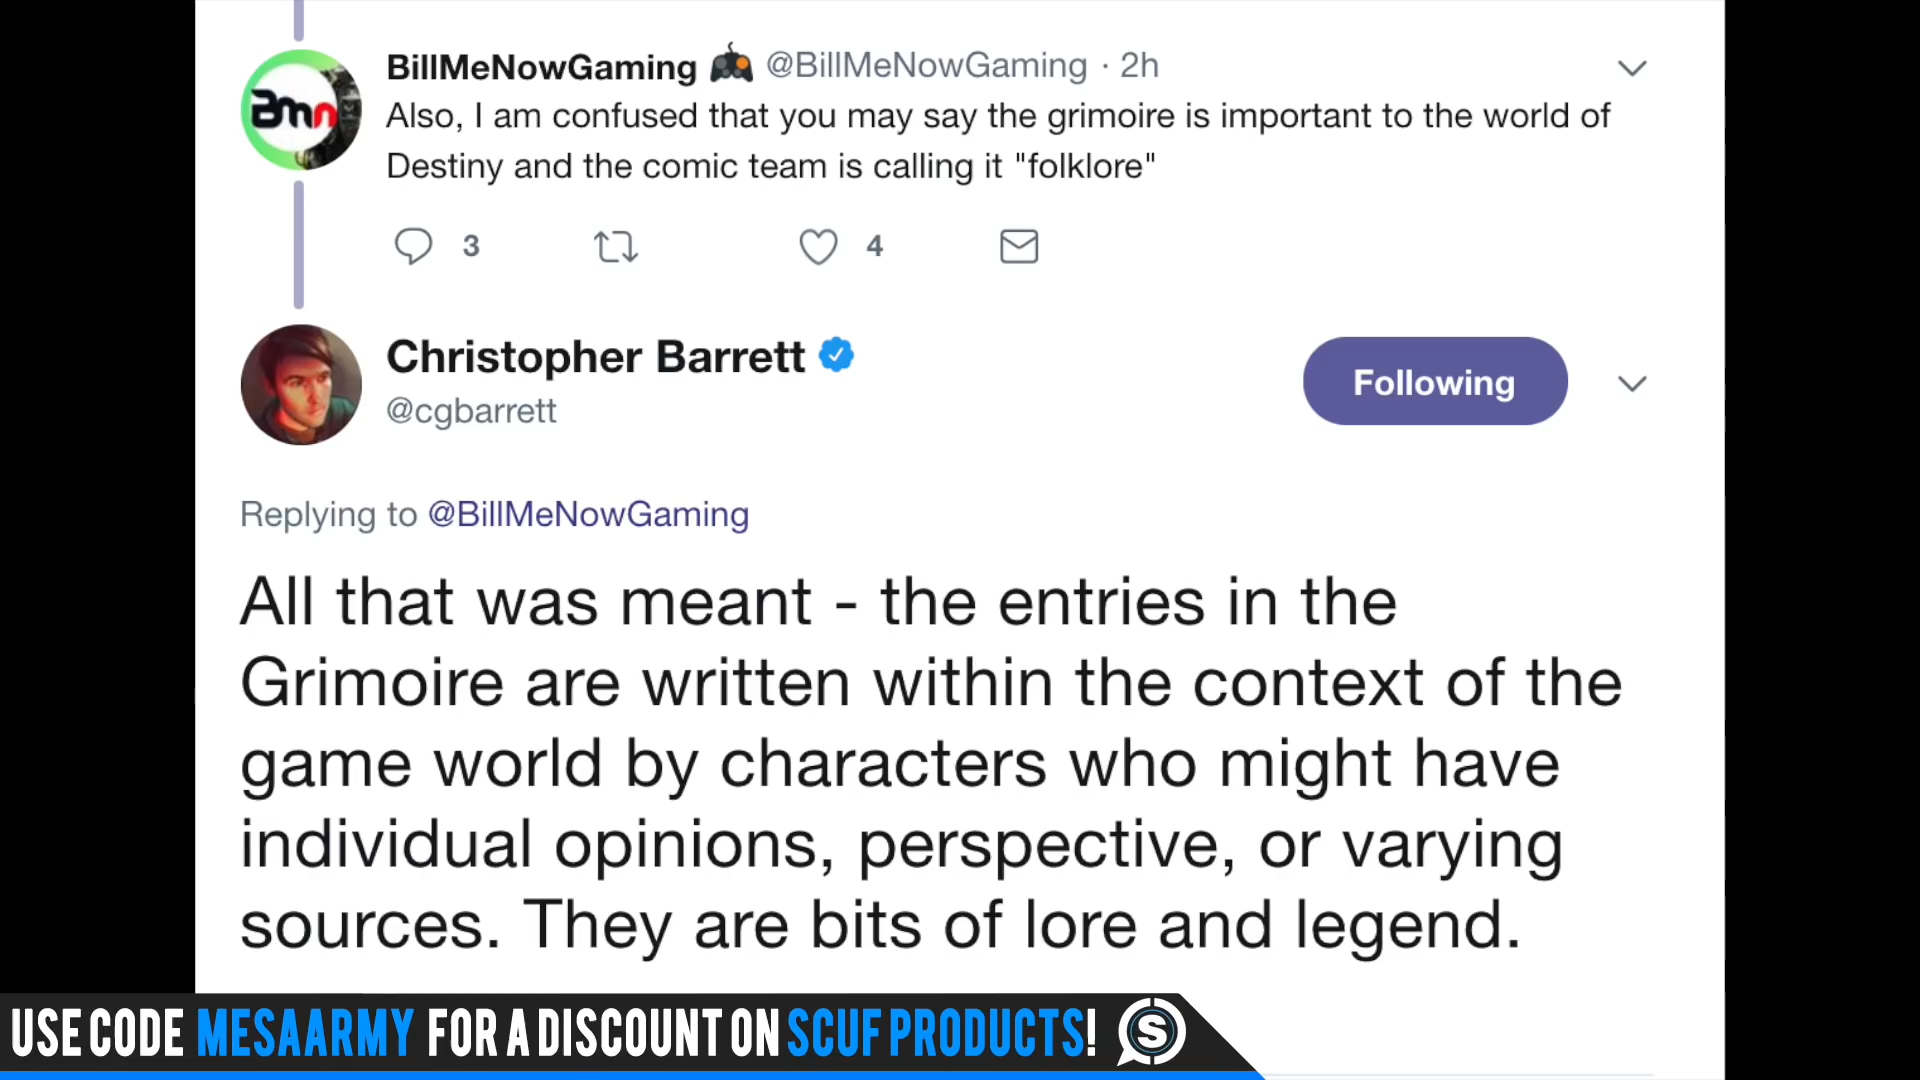 BillMeNowGaming @BillMeNowGaming · 2h
Also, I am confused that you may say the grimoire is important to the world of
Destiny and the comic team is calling it "folklore"
3 4
Bmn
Christopher Barrett
@cgbarrett
Following
Replying to @BillMeNowGaming
All that was meant - the entries in the
Grimoire are written within the context of the
game world by characters who might have
individual opinions, perspective, or varying
sources. They are bits of lore and legend.
USE CODE MESAARMY FOR A DISCOUNT ON SCUF PRODUCTS! S